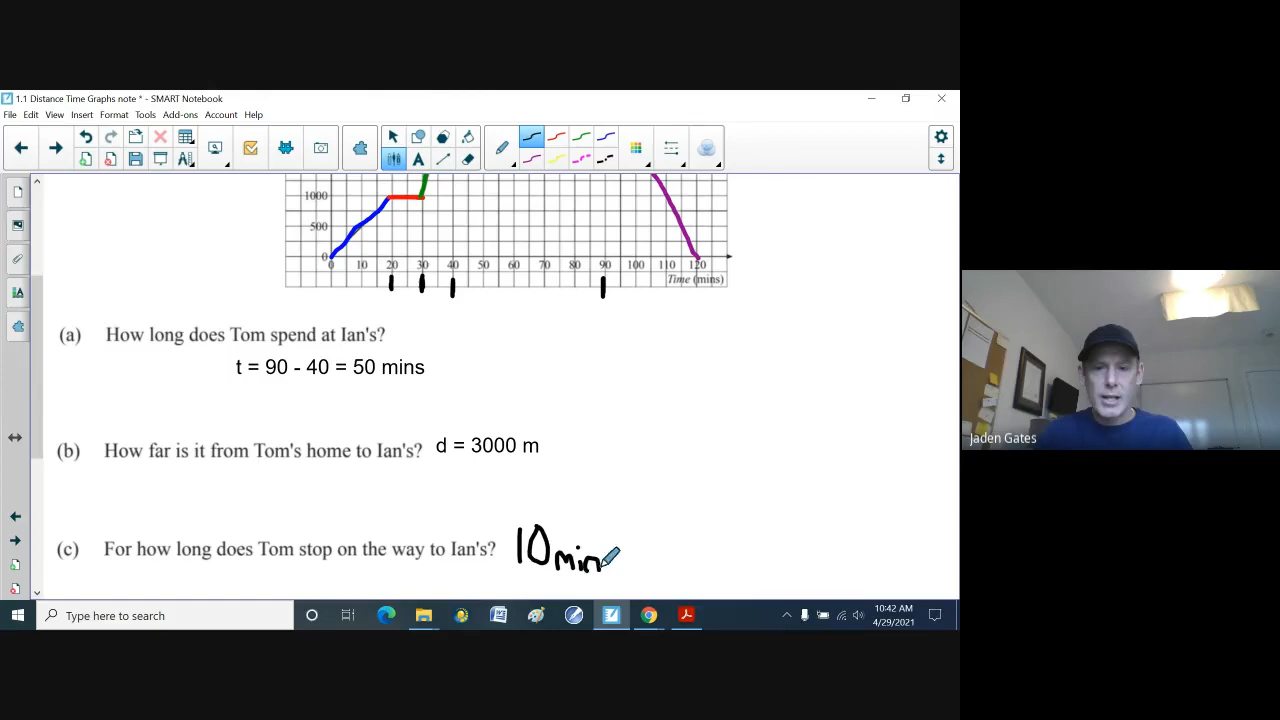 1.1 Distance Time Graphs note * - SMART Notebook
File Edit View Insert Format Tools Add-ons Account Help
1000
500
0
0 10 20 30 40 50 60 70 80 90 100 110 120
Time (mins)
(a) How long does Tom spend at Ian's?
t = 90 - 40 = 50 mins
(b) How far is it from Tom's home to Ian's? d = 3000 m
(c) For how long does Tom stop on the way to Ian's? 10 min
Jaden Gates
Type here to search
10:42 AM
4/29/2021